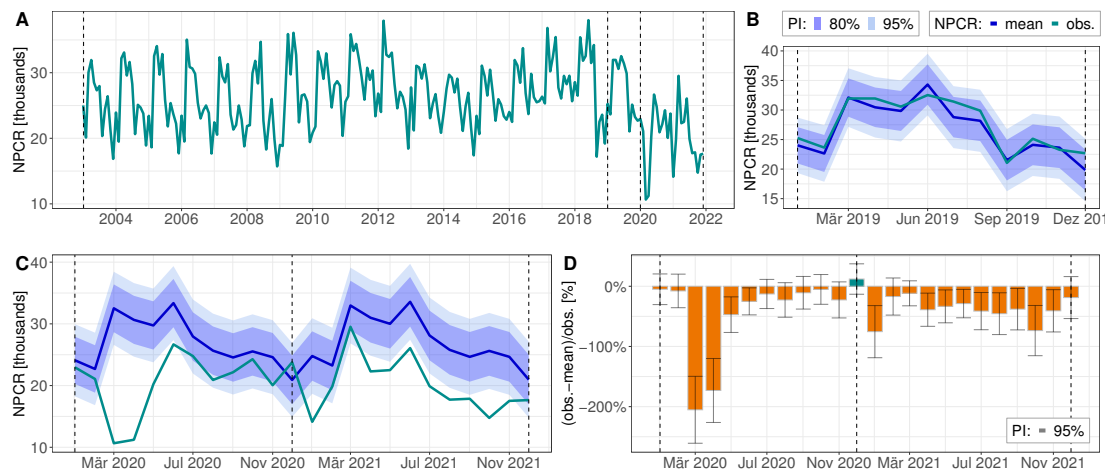 A
NPCR [thousands]
30
20
10
2004 2006 2008 2010 2012 2014 2016 2018 2020 2022
B
PI: 80% 95% NPCR: mean obs.
NPCR [thousands]
40
35
30
25
20
15
Mär 2019 Jun 2019 Sep 2019 Dez 201
C
NPCR [thousands]
40
30
20
10
Mär 2020 Jul 2020 Nov 2020 Mär 2021 Jul 2021 Nov 2021
D
(obs.−mean)/obs. [%]
0%
−100%
−200%
PI: 95%
Mär 2020 Jul 2020 Nov 2020 Mär 2021 Jul 2021 Nov 2021